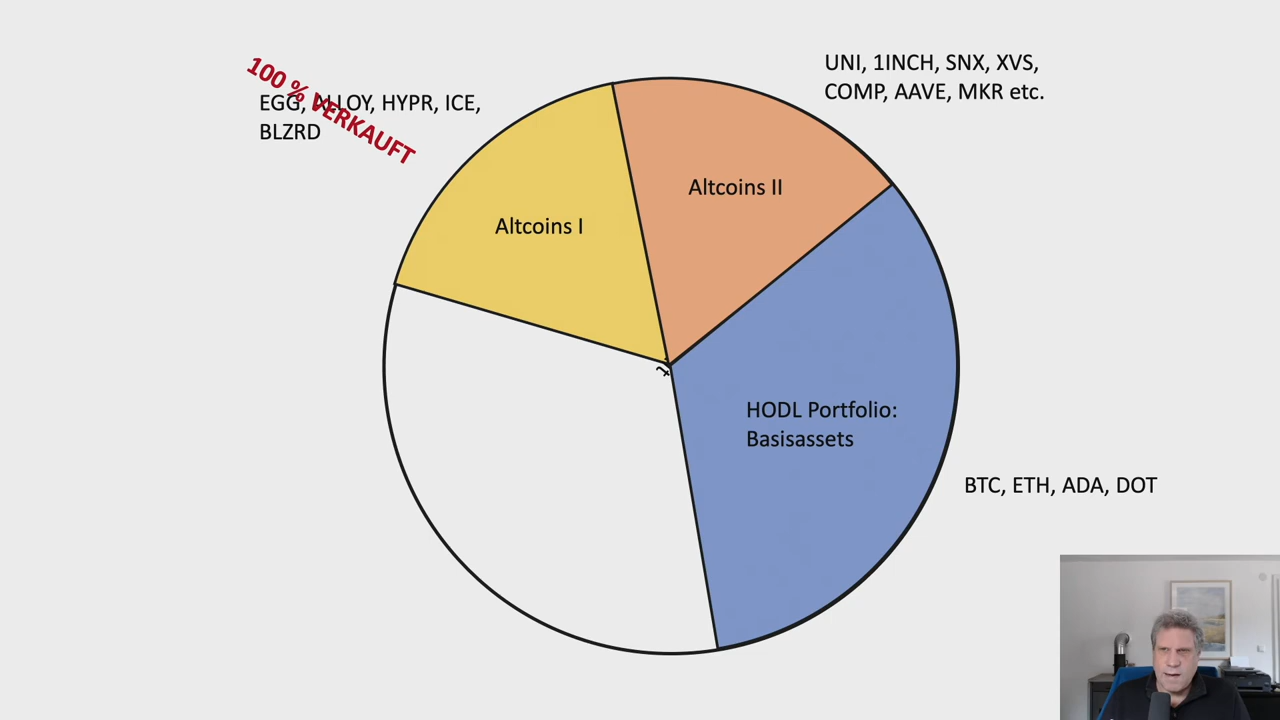 UNI, 1INCH, SNX, XVS,
COMP, AAVE, MKR etc.
100 % VERKAUFT
EGG, XLLOY, HYPR, ICE,
BLZRD
Altcoins II
Altcoins I
HODL Portfolio:
Basisassets
BTC, ETH, ADA, DOT